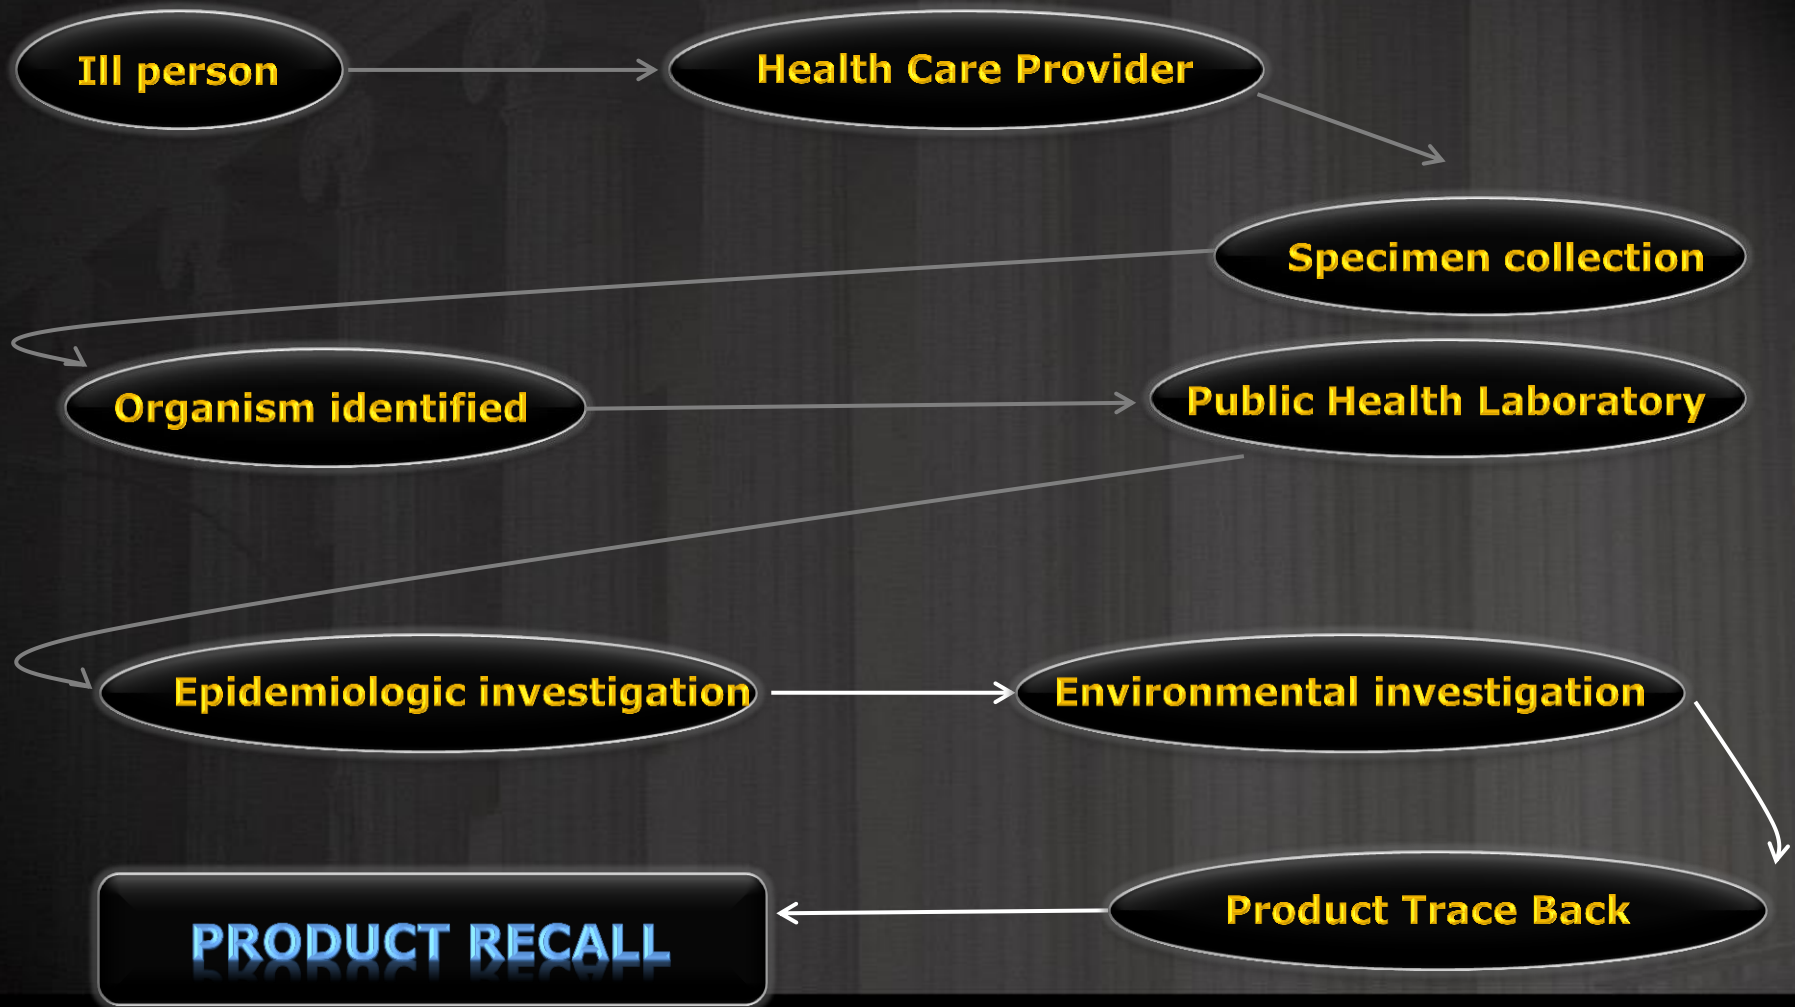 Ill person
Health Care Provider
Specimen collection
Organism identified
Public Health Laboratory
Epidemiologic investigation
Environmental investigation
Product Trace Back
PRODUCT RECALL